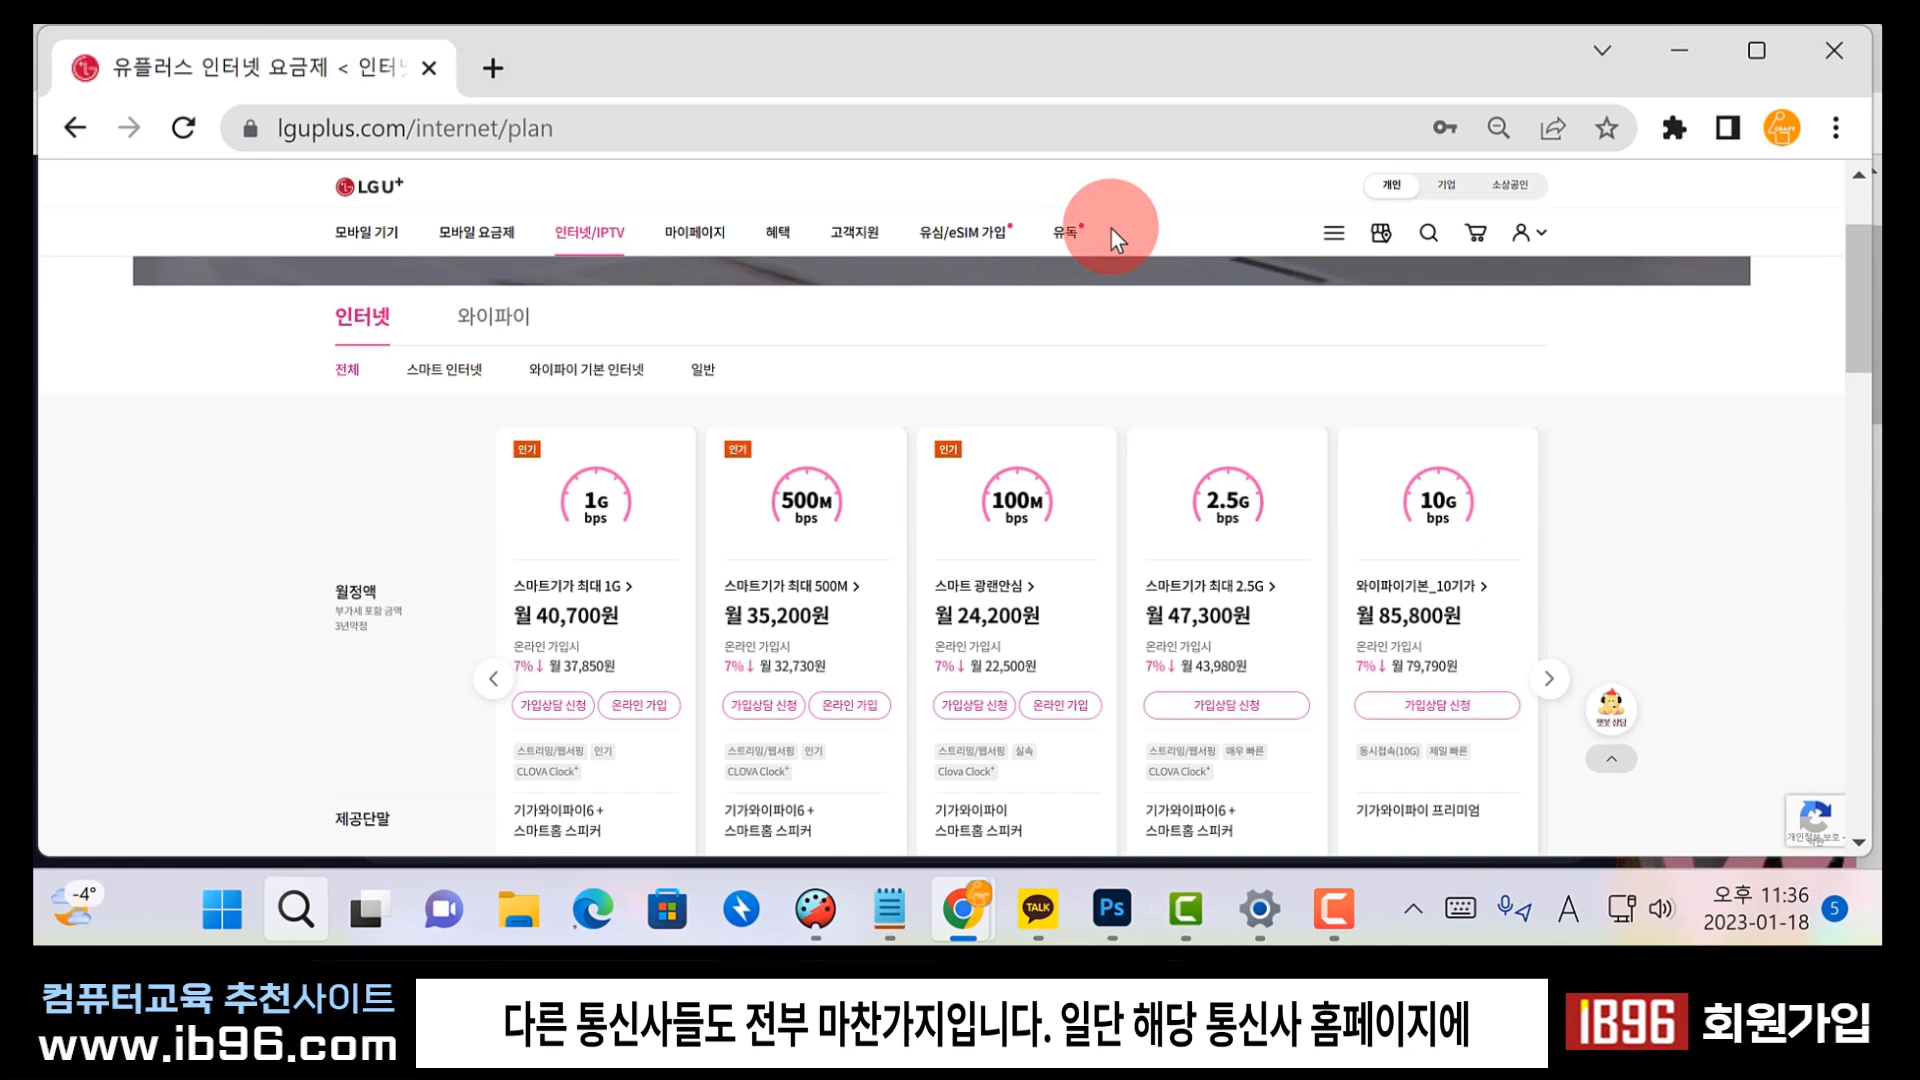 유플러스 인터넷 요금제 < 인터넷
lguplus.com/internet/plan
LG U+
개인 기업 소상공인
모바일 기기 모바일 요금제 인터넷/IPTV 마이페이지 혜택 고객지원 유심/eSIM 가입 유독
인터넷 와이파이
전체 스마트 인터넷 와이파이 기본 인터넷 일반
인기 인기 인기
1G 500M 100M 2.5G 10G
bps bps bps bps bps
월정액
부가세 포함 금액
3년약정
스마트기가 최대 1G > 스마트기가 최대 500M > 스마트 광랜안심 > 스마트기가 최대 2.5G > 와이파이기본_10기가 >
월 40,700원 월 35,200원 월 24,200원 월 47,300원 월 85,800원
온라인 가입시 온라인 가입시 온라인 가입시 온라인 가입시 온라인 가입시
7%↓ 월 37,850원 7%↓ 월 32,730원 7%↓ 월 22,500원 7%↓ 월 43,980원 7%↓ 월 79,790원
가입상담 신청 온라인 가입 가입상담 신청 온라인 가입 가입상담 신청 온라인 가입 가입상담 신청 가입상담 신청
챗봇 상담
스트리밍/웹서핑 인기 스트리밍/웹서핑 인기 스트리밍/웹서핑 실속 스트리밍/웹서핑 매우 빠른 동시접속(10G) 제일 빠른
CLOVA Clock+ CLOVA Clock+ Clova Clock+ CLOVA Clock+
제공단말
기가와이파이6 + 기가와이파이6 + 기가와이파이 기가와이파이6 + 기가와이파이 프리미엄
스마트홈 스피커 스마트홈 스피커 스마트홈 스피커 스마트홈 스피커
-4°
TALK
Ps
A
오후 11:36
2023-01-18
5
컴퓨터교육 추천사이트
www.ib96.com
다른 통신사들도 전부 마찬가지입니다. 일단 해당 통신사 홈페이지에
IB96 회원가입